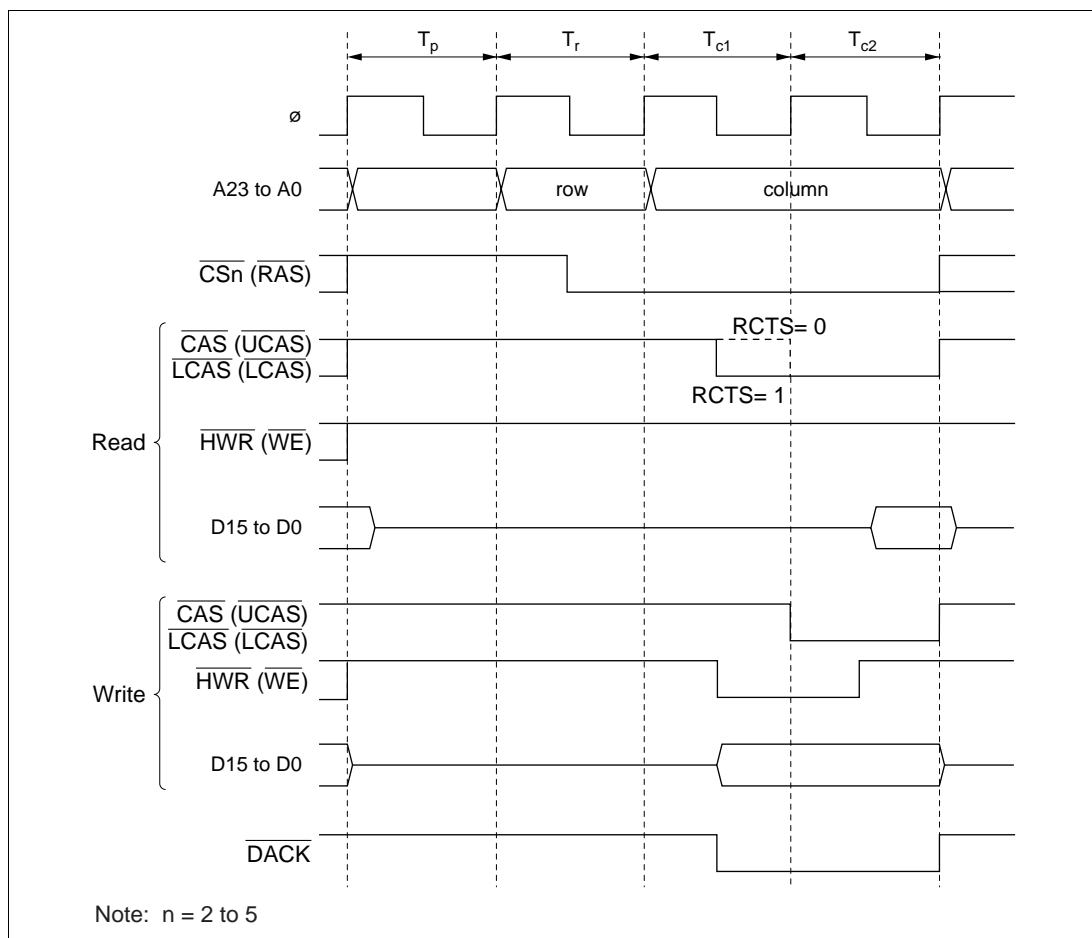 Tp Tr Tc1 Tc2
ø
A23 to A0 row column
CSn (RAS)
RCTS= 0
CAS (UCAS)
LCAS (LCAS)
RCTS= 1
Read
HWR (WE)
D15 to D0
CAS (UCAS)
LCAS (LCAS)
HWR (WE)
Write
D15 to D0
DACK
Note: n = 2 to 5